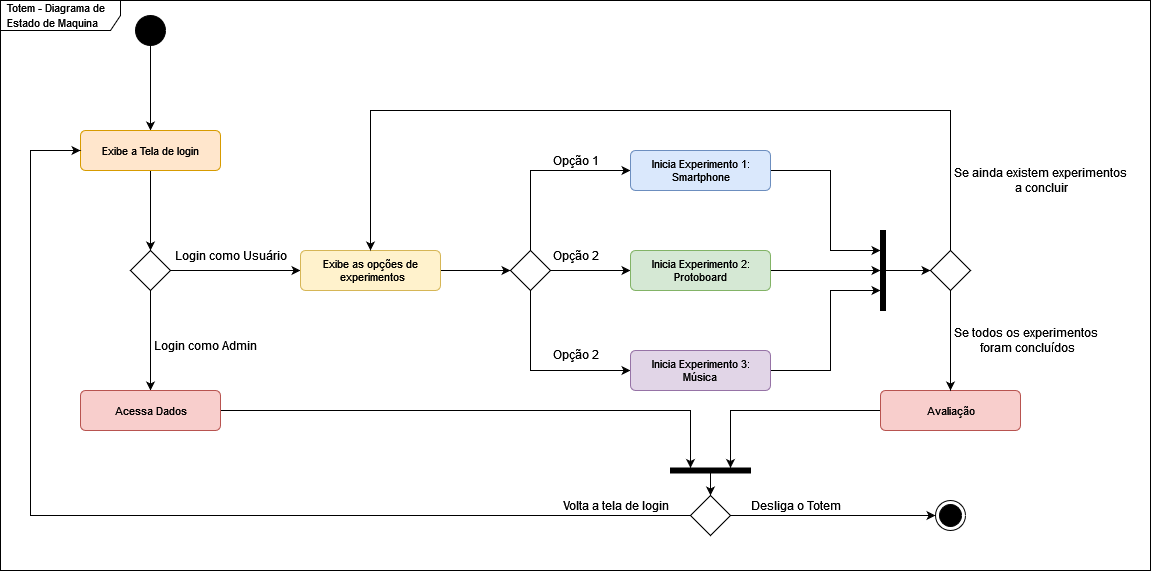 Totem - Diagrama de
Estado de Maquina
Exibe a Tela de login
Login como Usuário
Login como Admin
Acessa Dados
Exibe as opções de
experimentos
Opção 1
Inicia Experimento 1:
Smartphone
Opção 2
Inicia Experimento 2:
Protoboard
Opção 2
Inicia Experimento 3:
Música
Se ainda existem experimentos
a concluir
Se todos os experimentos
foram concluídos
Avaliação
Volta a tela de login
Desliga o Totem